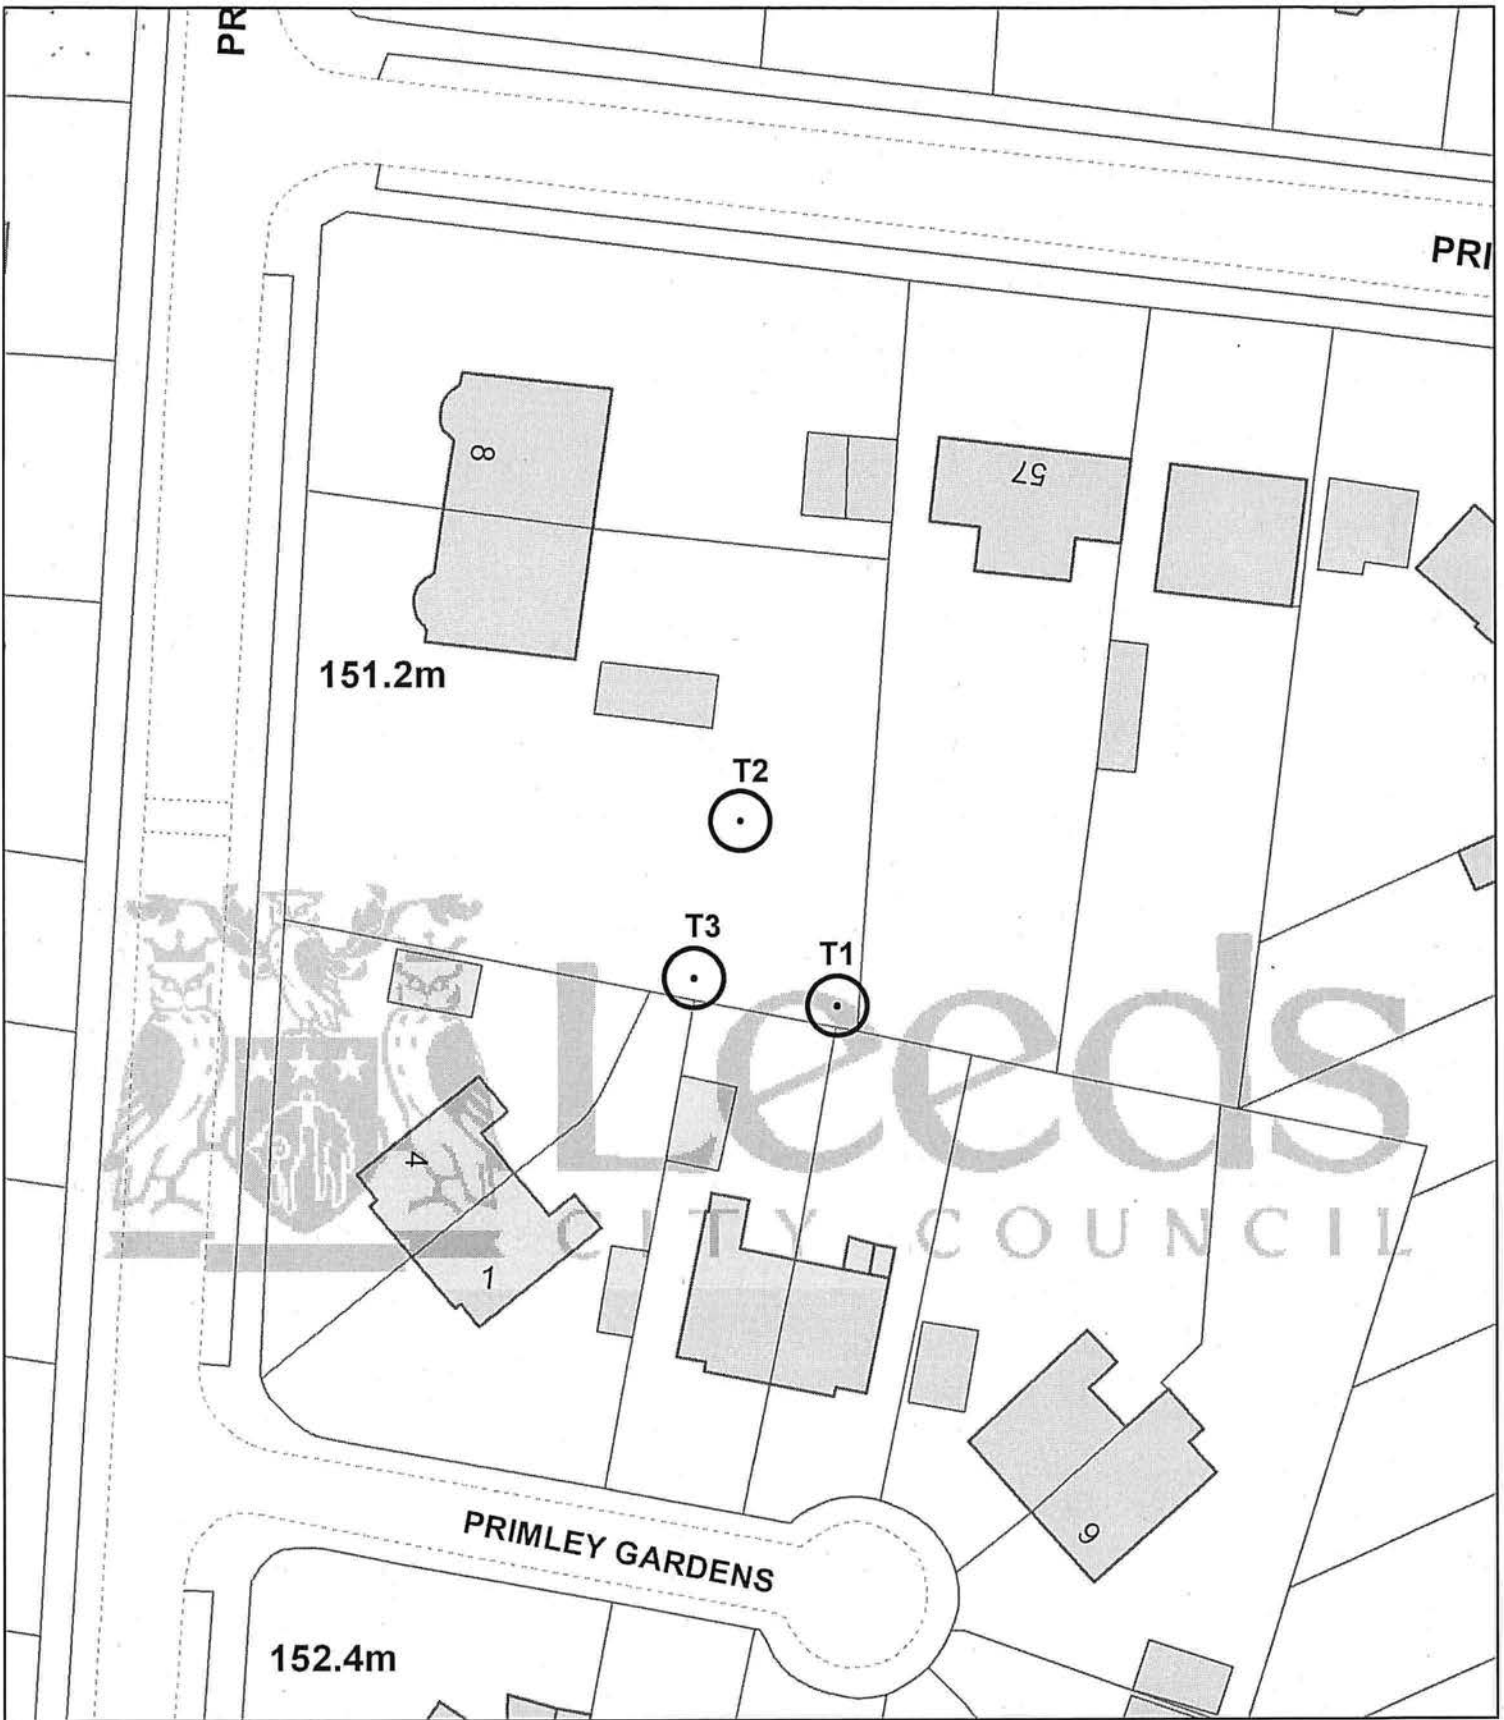 PR
PRI
8
57
151.2m
T2
T3
T1
Leeds
CITY COUNCIL
4
1
9
PRIMLEY GARDENS
152.4m